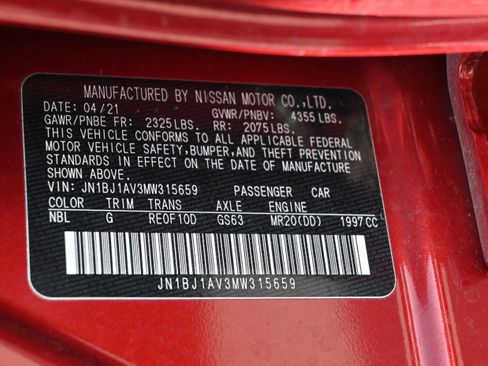 MANUFACTURED BY NISSAN MOTOR CO.,LTD.
DATE: 04/21 GVWR/PNBV: 4355 LBS.
GAWR/PNBE FR: 2325 LBS. RR: 2075 LBS.
THIS VEHICLE CONFORMS TO ALL APPLICABLE FEDERAL
MOTOR VEHICLE SAFETY,BUMPER,AND THEFT PREVENTION
STANDARDS IN EFFECT ON THE DATE OF MANUFACTURE
SHOWN ABOVE.
VIN: JN1BJ1AV3MW315659 PASSENGER CAR
COLOR TRIM TRANS AXLE ENGINE
NBL G RE0F10D GS63 MR20(DD) 1997CC
JN1BJ1AV3MW315659